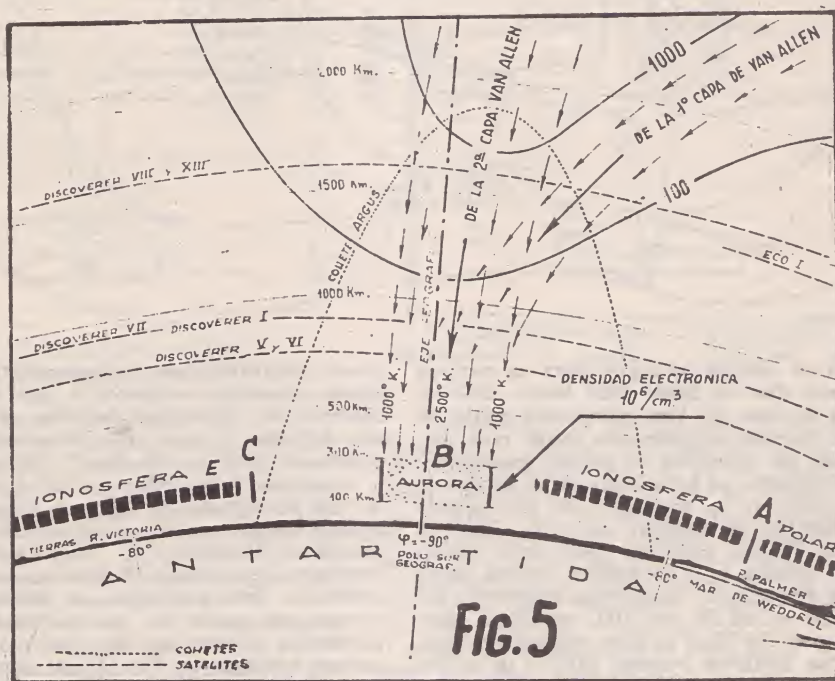 2000 Km.
1000
DE LA 2ª CAPA VAN ALLEN
DE LA 1º CAPA DE VAN ALLEN
DISCOVERER VIII Y XIII
1500 Km.
100
COHETE ARGUS
ECO I
1000 Km.
EJE GEOGRAF.
DISCOVERER VII
DISCOVERER I
DISCOVERER V Y VI
1000° K.
2500° K.
1000° K.
DENSIDAD ELECTRONICA
10⁶/cm³
500 Km.
300 Km.
B
AURORA
100 Km
C
IONOSFERA E
IONOSFERA
A
POLAR
TIERRAS R. VICTORIA
-80°
φ=-90°
POLO SUR
GEOGRAF.
-80°
P. PALMER
MAR DE WEDDELL
ANTARTIDA
FIG. 5
COHETES
SATELITES